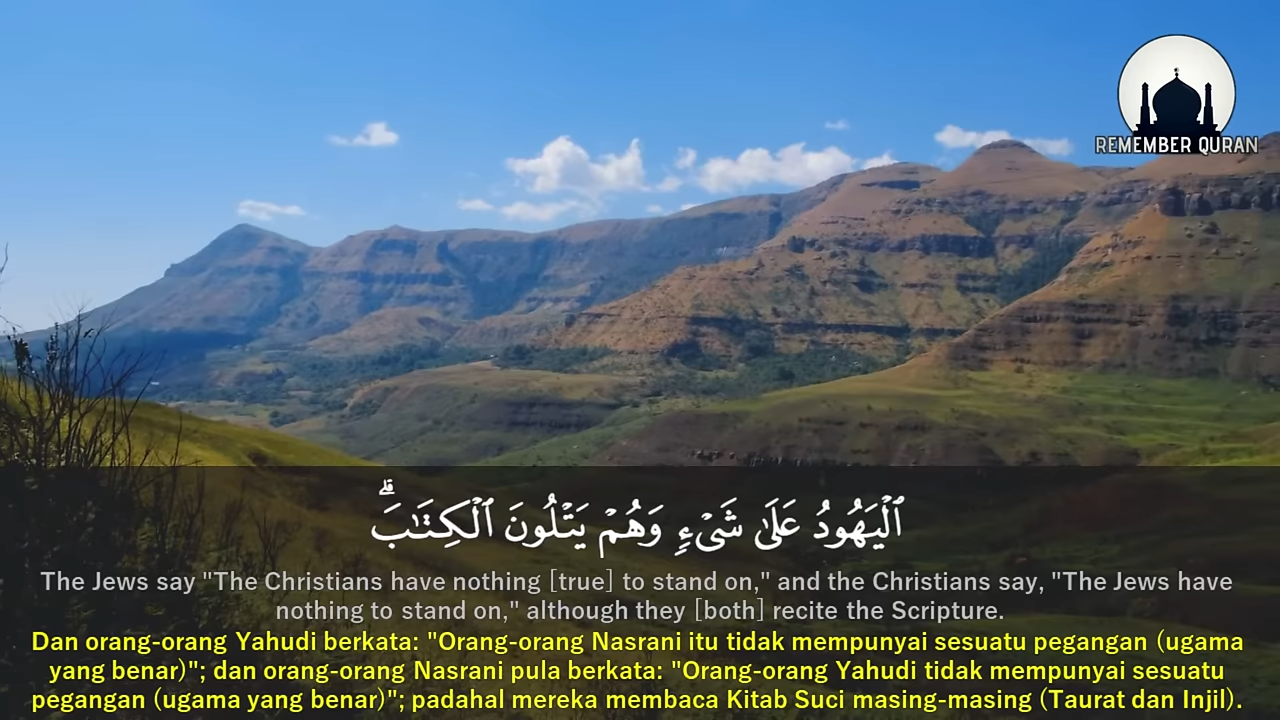 REMEMBER QURAN
ٱلۡيَهُودُ عَلَىٰ شَيۡءٖ وَهُمۡ يَتۡلُونَ ٱلۡكِتَٰبَۗ
The Jews say "The Christians have nothing [true] to stand on," and the Christians say, "The Jews have
nothing to stand on," although they [both] recite the Scripture.
Dan orang-orang Yahudi berkata: "Orang-orang Nasrani itu tidak mempunyai sesuatu pegangan (ugama
yang benar)"; dan orang-orang Nasrani pula berkata: "Orang-orang Yahudi tidak mempunyai sesuatu
pegangan (ugama yang benar)"; padahal mereka membaca Kitab Suci masing-masing (Taurat dan Injil).